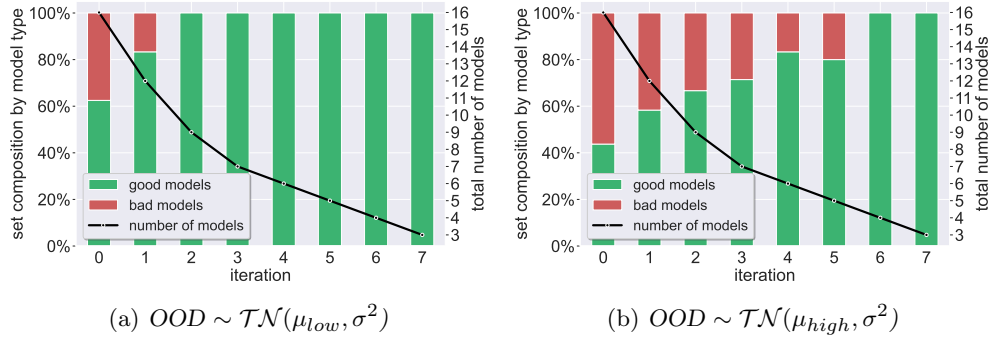 100%
80%
60%
40%
20%
0%
set composition by model type
good models
bad models
number of models
0 1 2 3 4 5 6 7
iteration
16
15
14
13
12
11
10
9
8
7
6
5
4
3
total number of models
(a) OOD ∼ 𝒯𝒩(μ_low, σ²)
100%
80%
60%
40%
20%
0%
set composition by model type
good models
bad models
number of models
0 1 2 3 4 5 6 7
iteration
16
15
14
13
12
11
10
9
8
7
6
5
4
3
total number of models
(b) OOD ∼ 𝒯𝒩(μ_high, σ²)